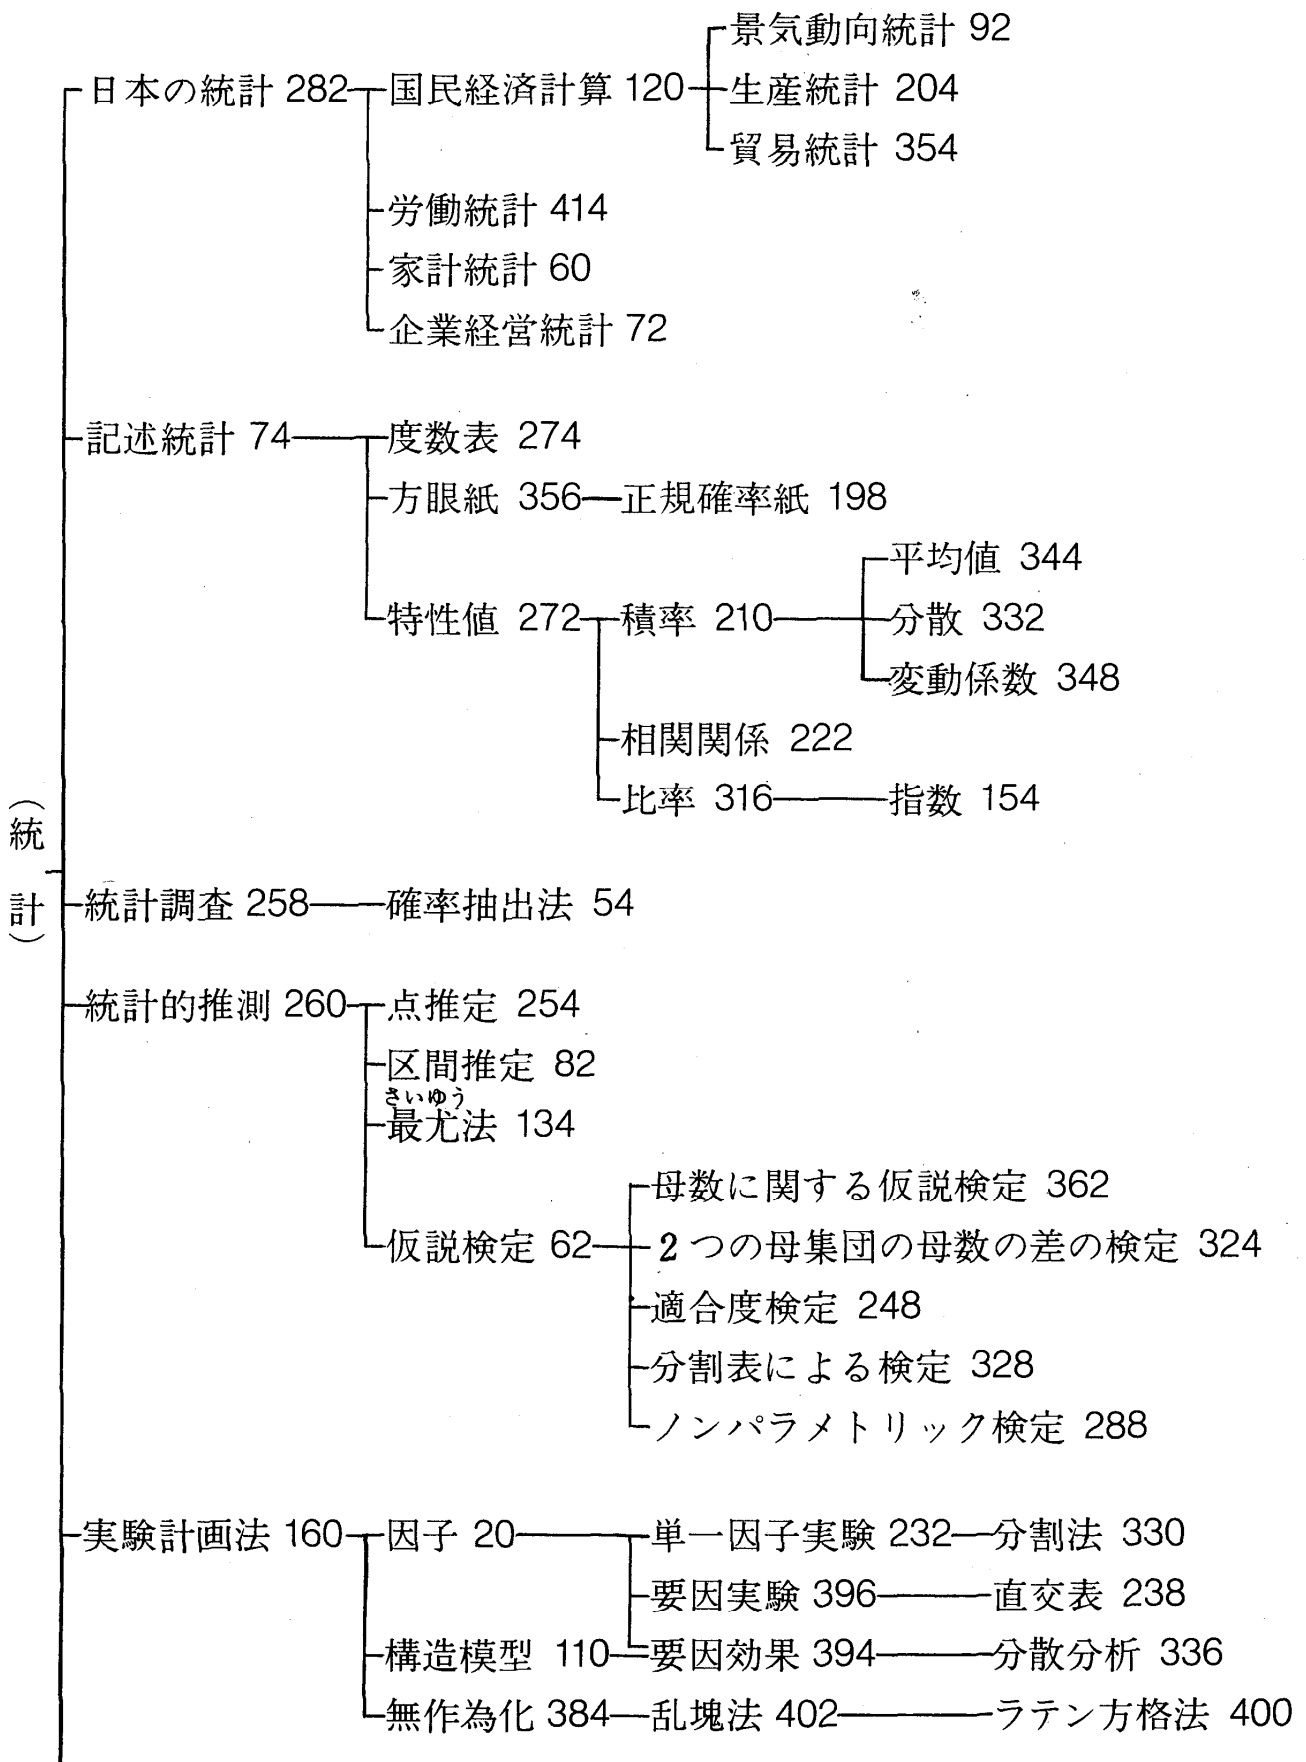 景気動向統計 92
日本の統計 282 国民経済計算 120 生産統計 204
貿易統計 354
労働統計 414
家計統計 60
企業経営統計 72
記述統計 74 度数表 274
方眼紙 356 正規確率紙 198
平均値 344
特性値 272 積率 210 分散 332
変動係数 348
相関関係 222
比率 316 指数 154
(統計)
統計調査 258 確率抽出法 54
統計的推測 260 点推定 254
区間推定 82
さいゆう
最尤法 134
母数に関する仮説検定 362
仮説検定 62 2つの母集団の母数の差の検定 324
適合度検定 248
分割表による検定 328
ノンパラメトリック検定 288
実験計画法 160 因子 20 単一因子実験 232 分割法 330
要因実験 396 直交表 238
構造模型 110 要因効果 394 分散分析 336
無作為化 384 乱塊法 402 ラテン方格法 400